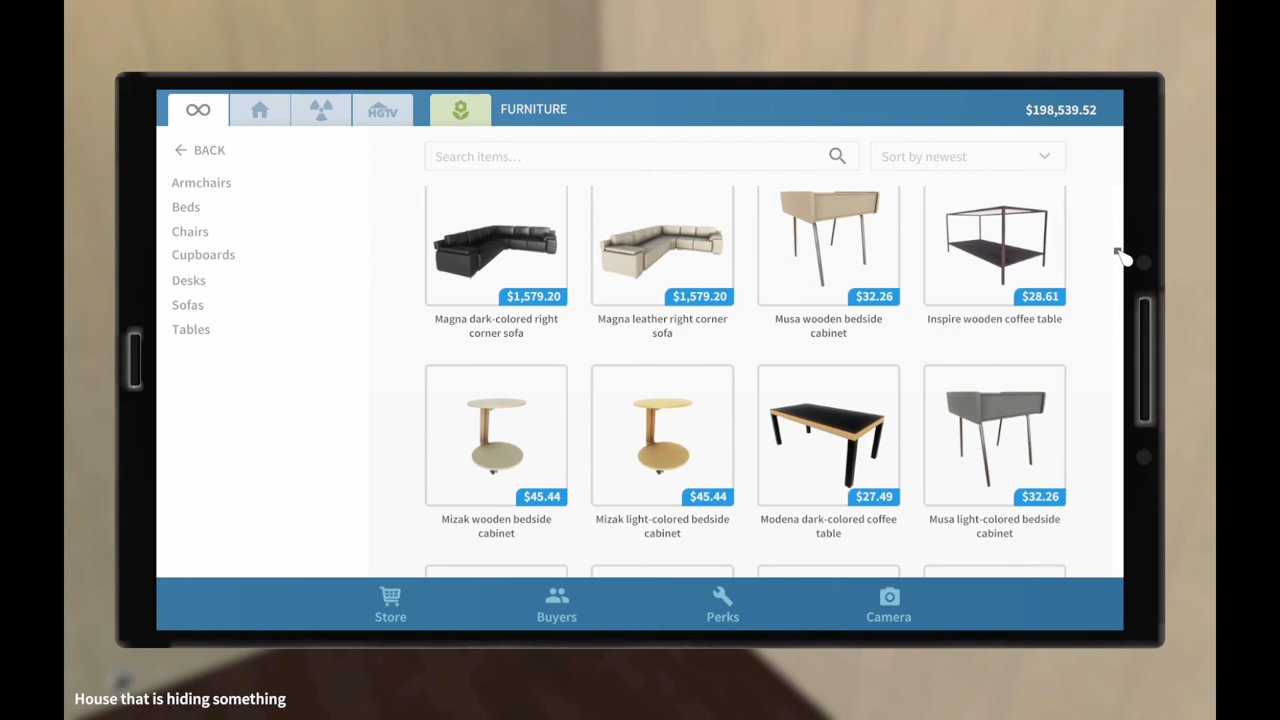 HGTV
FURNITURE
$198,539.52
BACK
Search items...
Sort by newest
Armchairs
Beds
Chairs
Cupboards
Desks
Sofas
Tables
$1,579.20
$1,579.20
$32.26
$28.61
Magna dark-colored right
corner sofa
Magna leather right corner
sofa
Musa wooden bedside
cabinet
Inspire wooden coffee table
$45.44
$45.44
$27.49
$32.26
Mizak wooden bedside
cabinet
Mizak light-colored bedside
cabinet
Modena dark-colored coffee
table
Musa light-colored bedside
cabinet
Store
Buyers
Perks
Camera
House that is hiding something